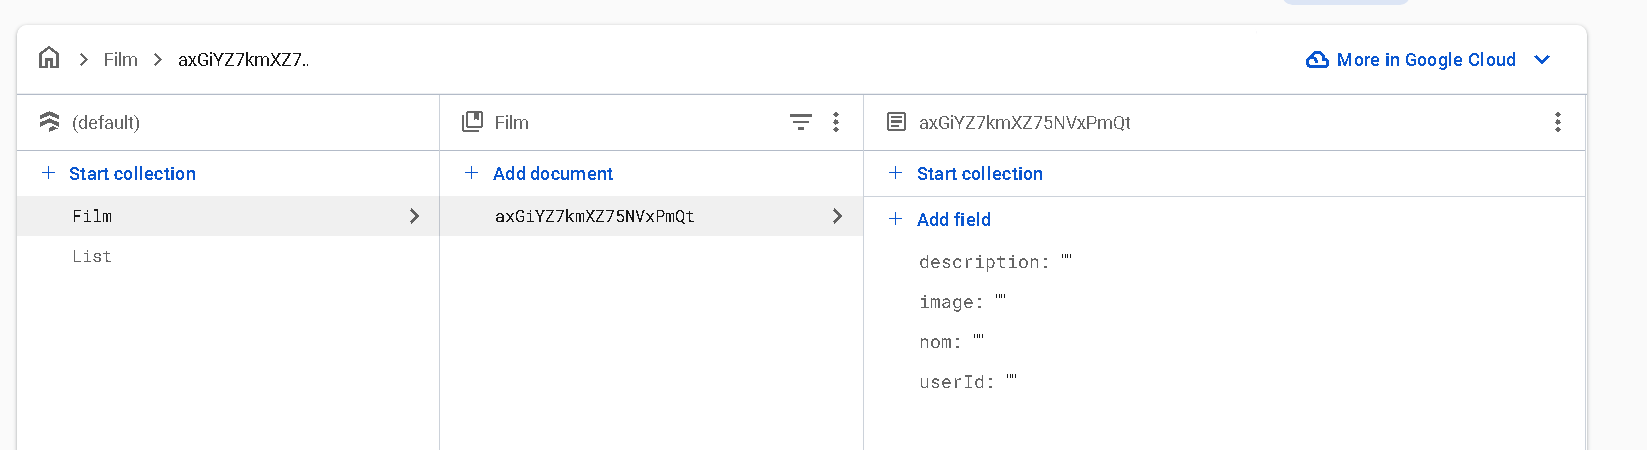 Film axGiYZ7kmXZ7..
More in Google Cloud
(default)
Film
axGiYZ7kmXZ75NVxPmQt
+ Start collection
+ Add document
+ Start collection
Film
axGiYZ7kmXZ75NVxPmQt
+ Add field
List
description: ""
image: ""
nom: ""
userId: ""